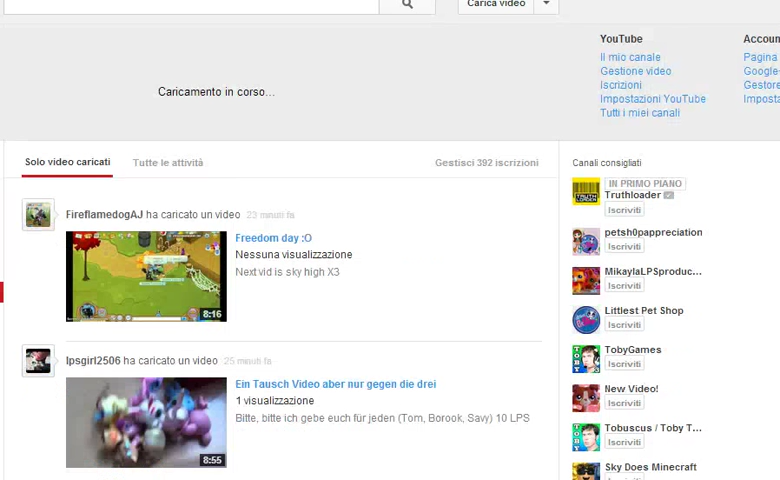 Carica video
YouTube
Il mio canale
Gestione video
Iscrizioni
Impostazioni YouTube
Tutti i miei canali
Accoun
Pagina
Google-
Gestore
Imposta
Caricamento in corso...
Solo video caricati
Tutte le attività
Gestisci 392 iscrizioni
FireflamedogAJ ha caricato un video 23 minuti fa
Freedom day :O
Nessuna visualizzazione
Next vid is sky high X3
8:16
lpsgirl2506 ha caricato un video 25 minuti fa
Ein Tausch Video aber nur gegen die drei
1 visualizzazione
Bitte, bitte ich gebe euch für jeden (Tom, Borook, Savy) 10 LPS
8:55
Canali consigliati
IN PRIMO PIANO
Truthloader
Iscriviti
petsh0pappreciation
Iscriviti
MikaylaLPSproduc...
Iscriviti
Littlest Pet Shop
Iscriviti
TobyGames
Iscriviti
New Video!
Iscriviti
Tobuscus / Toby T...
Iscriviti
Sky Does Minecraft